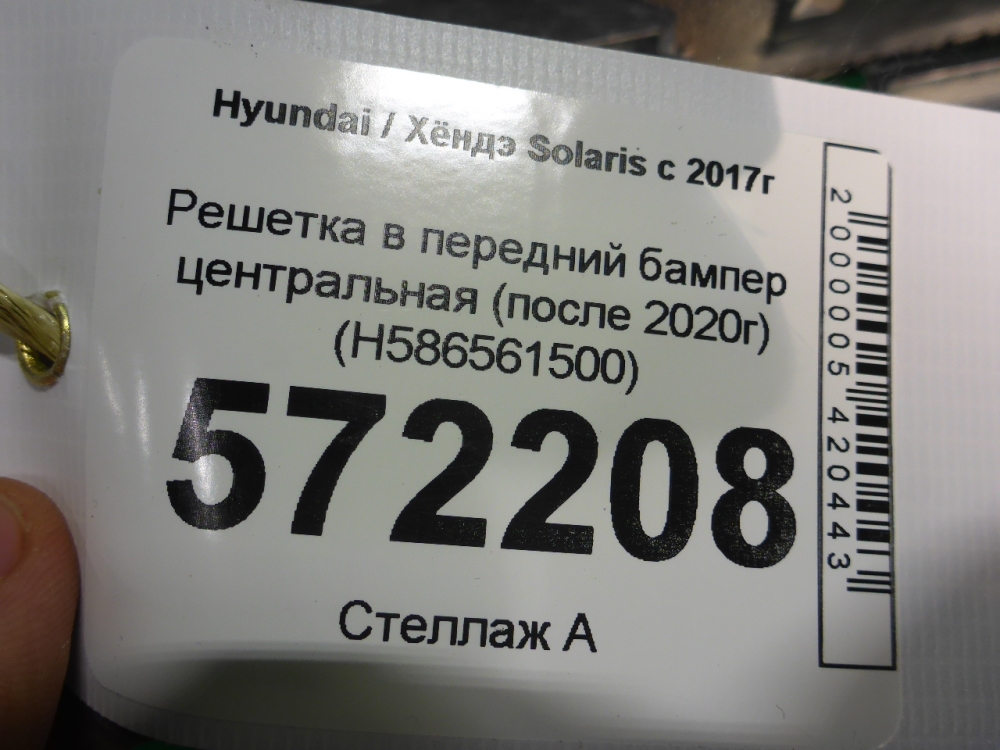 Hyundai / Хёндэ Solaris с 2017г
Решетка в передний бампер
центральная (после 2020г)
(H586561500)
572208
Стеллаж А
2000005420443